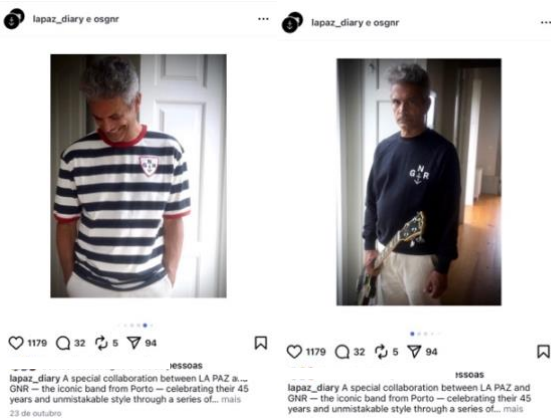 lapaz_diary e osgnr
1179 32 5 94
pessoas
lapaz_diary A special collaboration between LA PAZ a...
GNR — the iconic band from Porto — celebrating their 45
years and unmistakable style through a series of... mais
23 de outubro
lapaz_diary e osgnr
G N R
1179 32 5 94
essoas
lapaz_diary A special collaboration between LA PAZ and
GNR — the iconic band from Porto — celebrating their 45
years and unmistakable style through a series of... mais